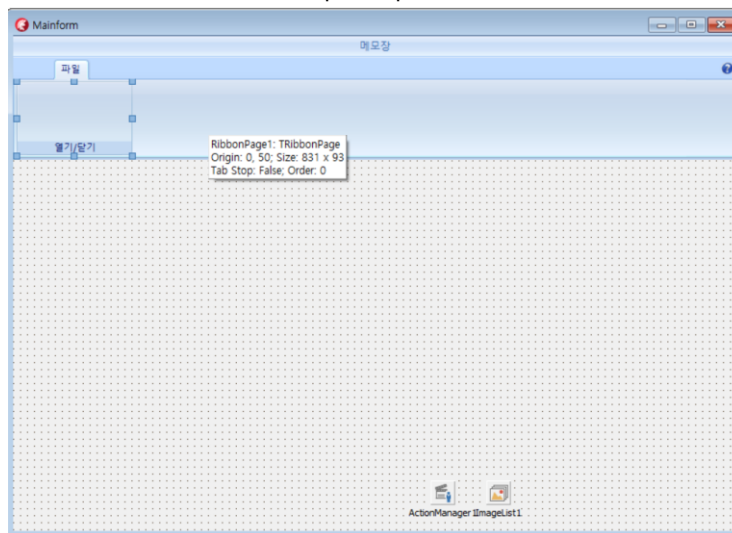 Mainform
메모장
파일
열기/닫기
RibbonPage1: TRibbonPage
Origin: 0, 50; Size: 831 x 93
Tab Stop: False; Order: 0
ActionManager1
ImageList1